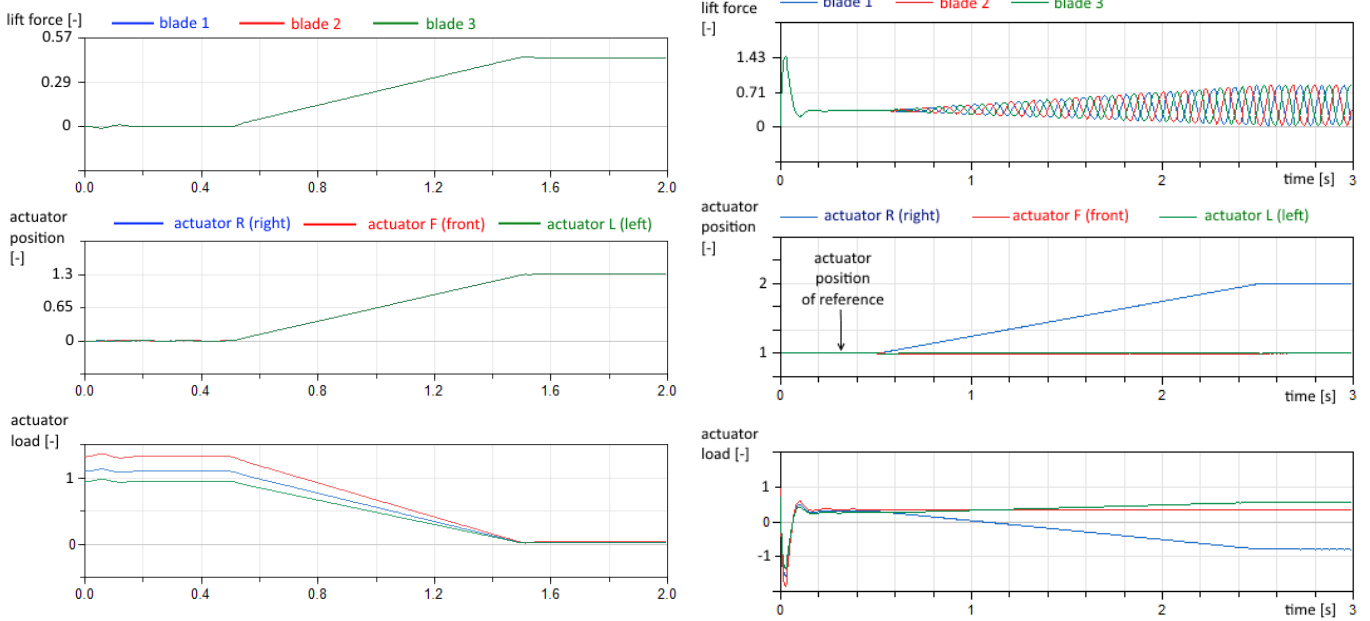 lift force [-] blade 1 blade 2 blade 3
0.57
0.29
0
0.0 0.4 0.8 1.2 1.6 2.0
actuator
position
[-]
actuator R (right) actuator F (front) actuator L (left)
1.3
0.65
0
0.0 0.4 0.8 1.2 1.6 2.0
actuator
load [-]
1
0
0.0 0.4 0.8 1.2 1.6 2.0
lift force
[-]
blade 1 blade 2 blade 3
1.43
0.71
0
0 1 2 3
time [s]
actuator
position
[-]
actuator R (right) actuator F (front) actuator L (left)
actuator
position
of reference
2
1
0 1 2 3
time [s]
actuator
load [-]
1
0
-1
0 1 2 3
time [s]